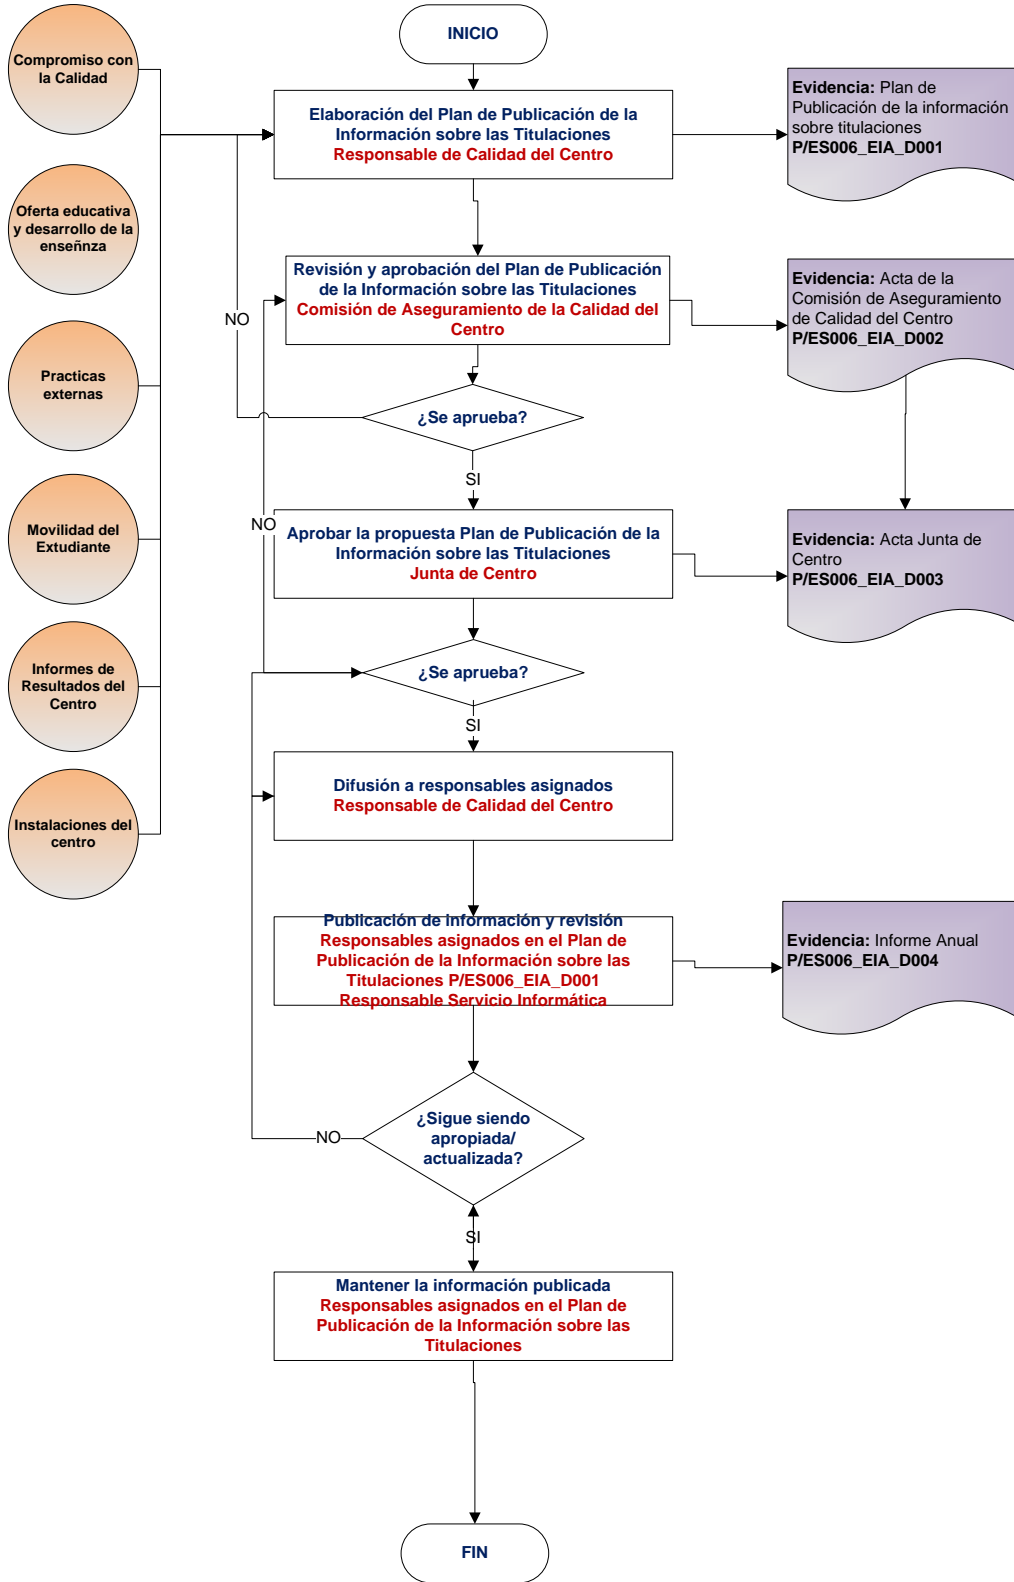 INICIO
Compromiso con
la Calidad
Elaboración del Plan de Publicación de la
Información sobre las Titulaciones
Responsable de Calidad del Centro
Evidencia: Plan de
Publicación de la información
sobre titulaciones
P/ES006_EIA_D001
Oferta educativa
y desarrollo de la
enseñnza
Revisión y aprobación del Plan de Publicación
de la Información sobre las Titulaciones
Comisión de Aseguramiento de la Calidad del
Centro
Evidencia: Acta de la
Comisión de Aseguramiento
de Calidad del Centro
P/ES006_EIA_D002
NO
Practicas
externas
¿Se aprueba?
SI
NO
Movilidad del
Extudiante
Aprobar la propuesta Plan de Publicación de la
Información sobre las Titulaciones
Junta de Centro
Evidencia: Acta Junta de
Centro
P/ES006_EIA_D003
Informes de
Resultados del
Centro
¿Se aprueba?
SI
Instalaciones del
centro
Difusión a responsables asignados
Responsable de Calidad del Centro
Publicación de información y revisión
Responsables asignados en el Plan de
Publicación de la Información sobre las
Titulaciones P/ES006_EIA_D001
Responsable Servicio Informática
Evidencia: Informe Anual
P/ES006_EIA_D004
¿Sigue siendo
apropiada/
actualizada?
NO
SI
Mantener la información publicada
Responsables asignados en el Plan de
Publicación de la Información sobre las
Titulaciones
FIN